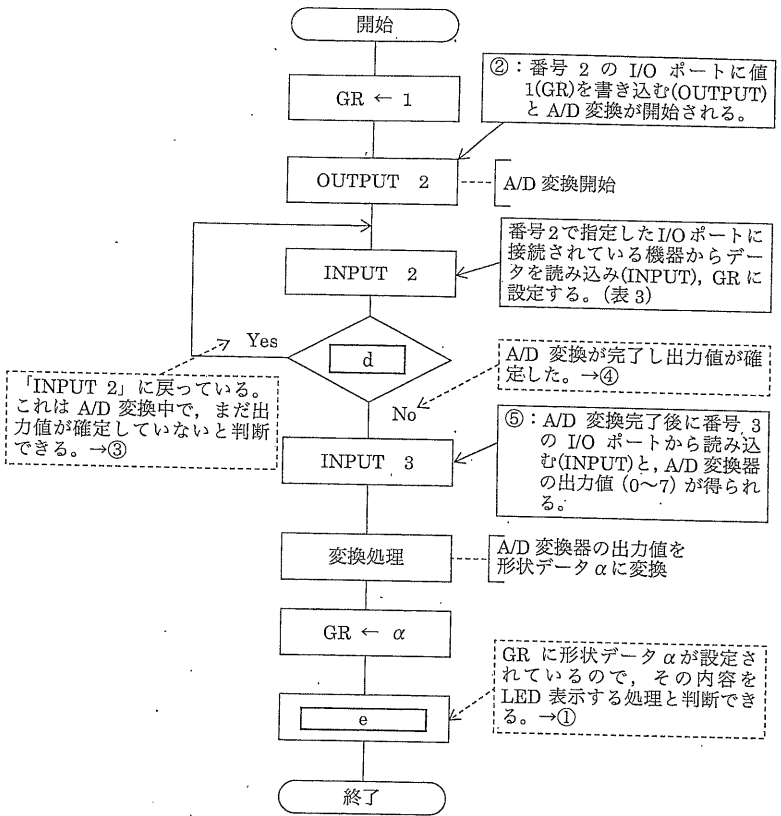 開始
GR ← 1
②：番号 2 の I/O ポートに値
1(GR)を書き込む(OUTPUT)
と A/D 変換が開始される。
OUTPUT 2
A/D 変換開始
INPUT 2
番号2で指定したI/Oポートに
接続されている機器からデー
タを読み込み(INPUT)，GRに
設定する。(表 3)
d
Yes
No
「INPUT 2」に戻っている。
これは A/D 変換中で，まだ出
力値が確定していないと判断
できる。→③
A/D 変換が完了し出力値が確
定した。→④
INPUT 3
⑤：A/D 変換完了後に番号 3
の I/O ポートから読み込
む(INPUT)と，A/D 変換器
の出力値 (0～7) が得られ
る。
変換処理
A/D 変換器の出力値を
形状データαに変換
GR ← α
e
GR に形状データαが設定さ
れているので，その内容を
LED 表示する処理と判断でき
る。→①
終了